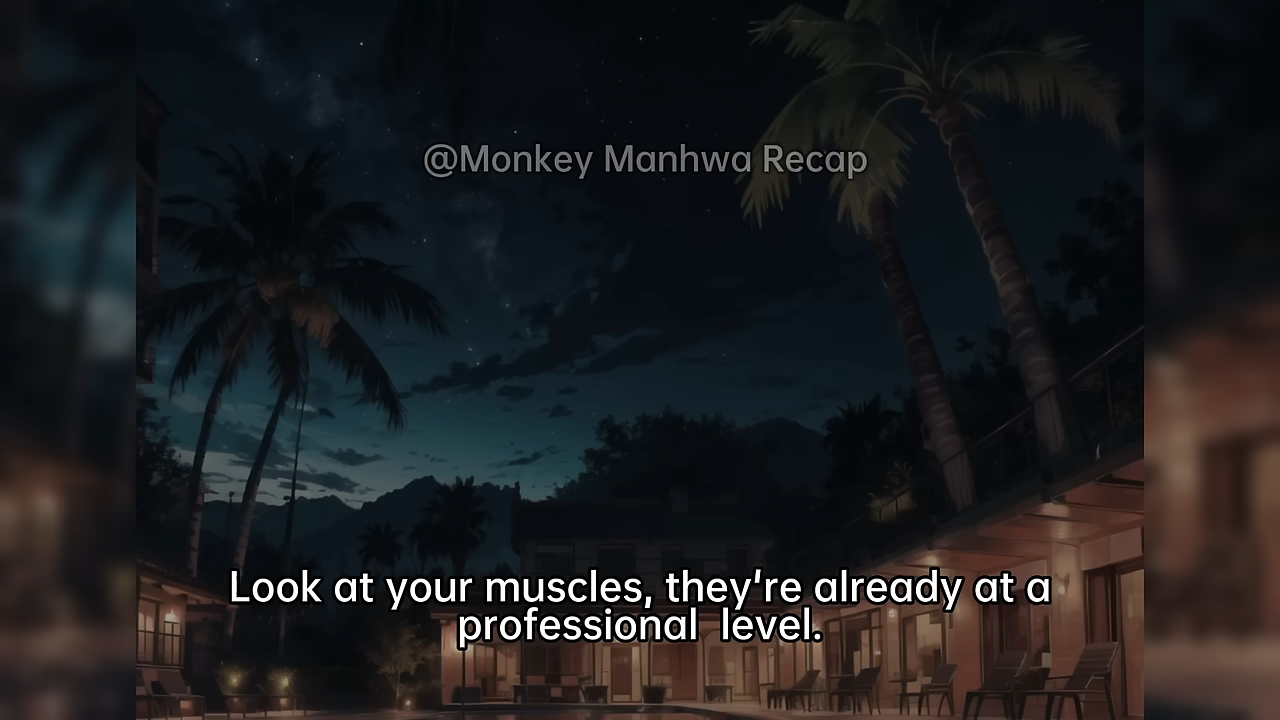 @Monkey Manhwa Recap
Look at your muscles, they're already at a
professional  level.